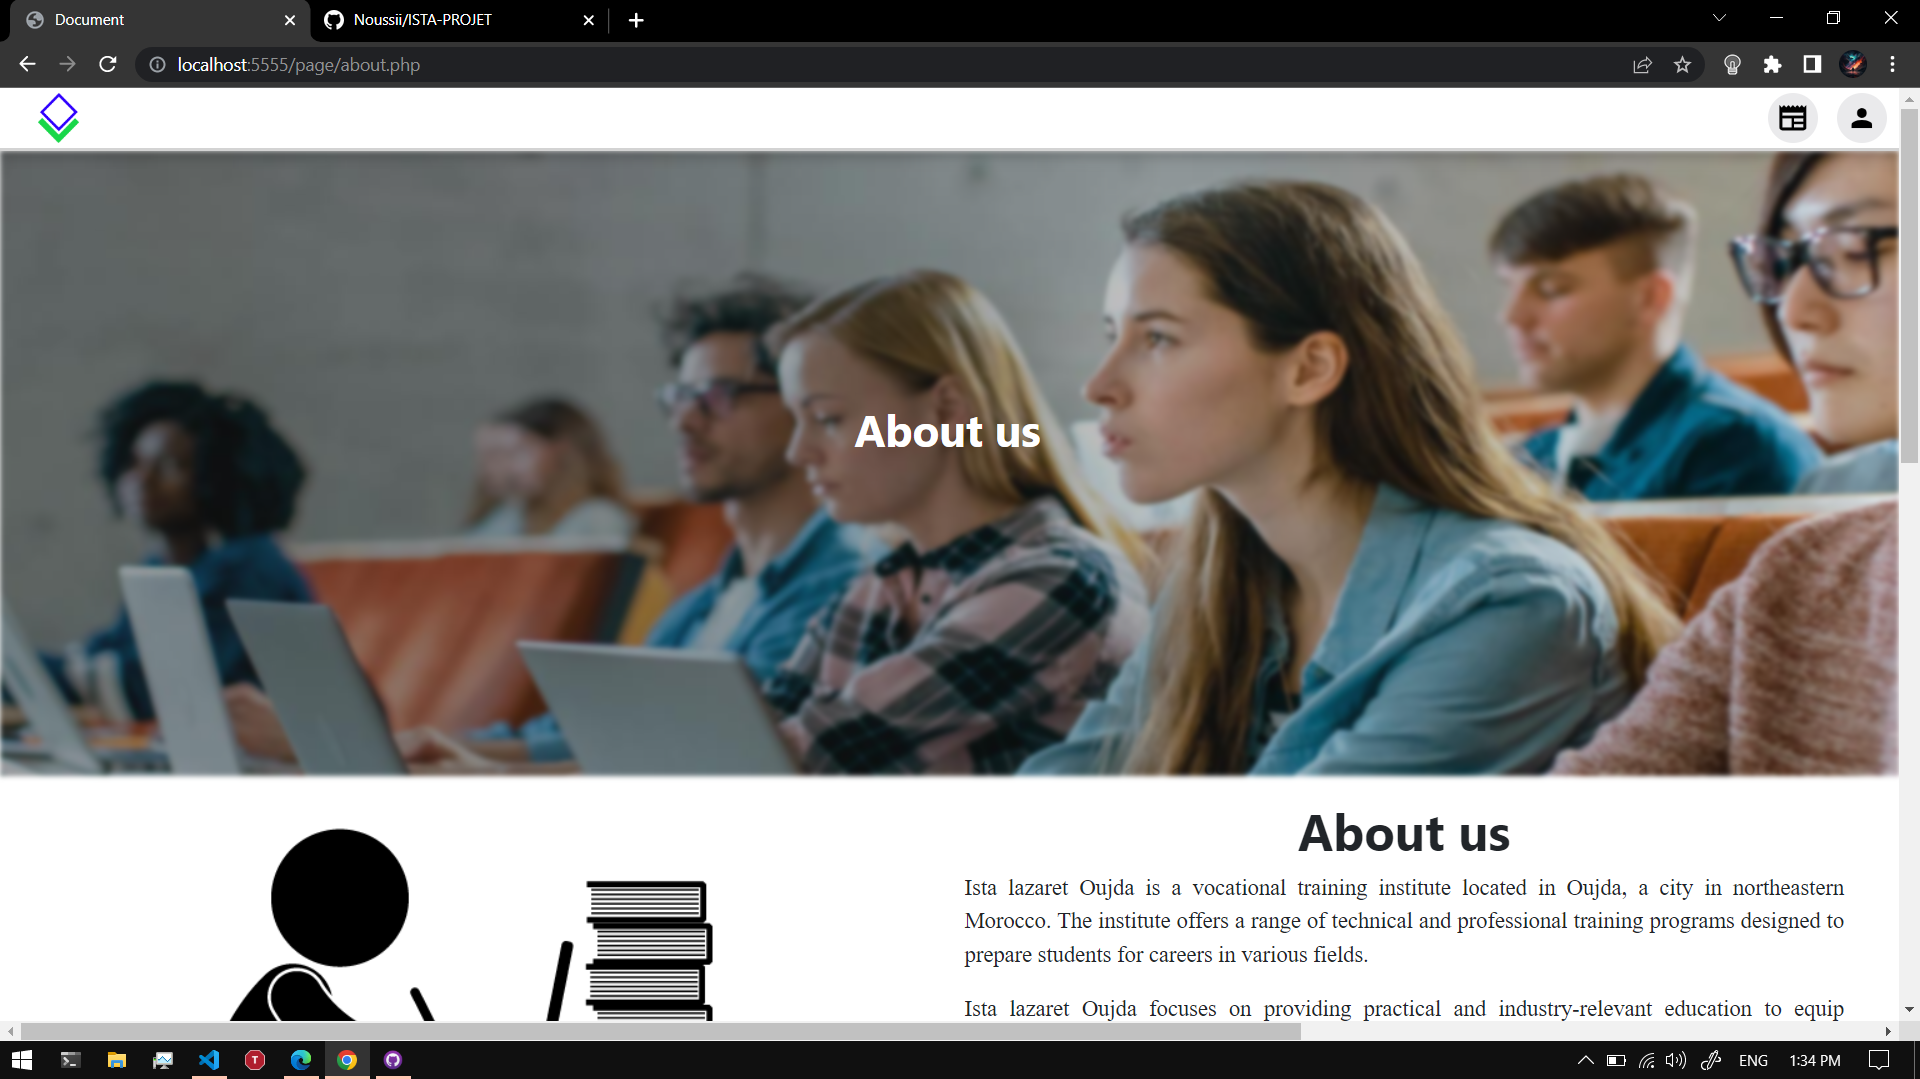 Document
Noussii/ISTA-PROJET
localhost:5555/page/about.php
About us
About us
Ista lazaret Oujda is a vocational training institute located in Oujda, a city in northeastern
Morocco. The institute offers a range of technical and professional training programs designed to
prepare students for careers in various fields.
Ista lazaret Oujda focuses on providing practical and industry-relevant education to equip
T
ENG
1:34 PM